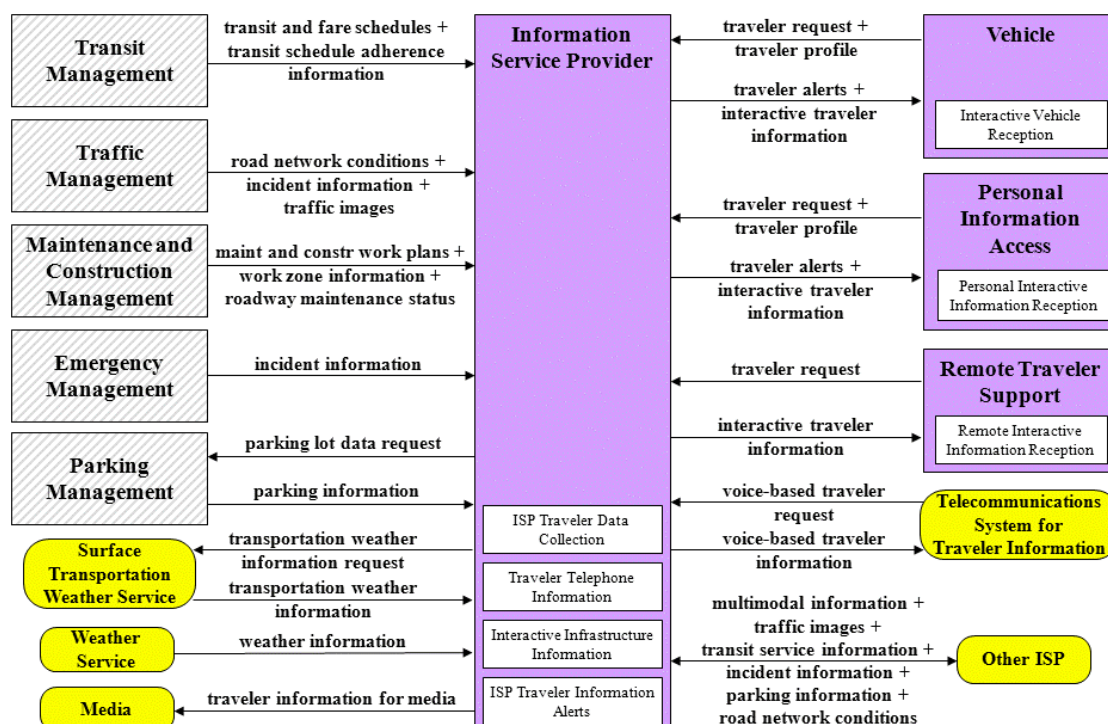 Transit
Management
transit and fare schedules +
transit schedule adherence
information
Traffic
Management
road network conditions +
incident information +
traffic images
Maintenance and
Construction
Management
maint and constr work plans +
work zone information +
roadway maintenance status
Emergency
Management
incident information
Parking
Management
parking lot data request
parking information
Surface
Transportation
Weather Service
transportation weather
information request
transportation weather
information
Weather
Service
weather information
Media
traveler information for media
Information
Service Provider
ISP Traveler Data
Collection
Traveler Telephone
Information
Interactive Infrastructure
Information
ISP Traveler Information
Alerts
traveler request +
traveler profile
traveler alerts +
interactive traveler
information
Vehicle
Interactive Vehicle
Reception
traveler request +
traveler profile
traveler alerts +
interactive traveler
information
Personal
Information
Access
Personal Interactive
Information Reception
traveler request
interactive traveler
information
Remote Traveler
Support
Remote Interactive
Information Reception
voice-based traveler
request
voice-based traveler
information
Telecommunications
System for
Traveler Information
multimodal information +
traffic images +
transit service information +
incident information +
parking information +
road network conditions
Other ISP